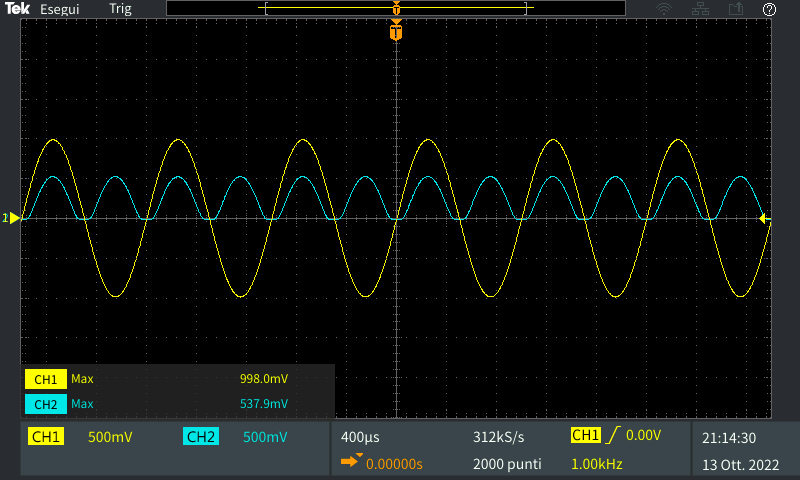 Tek Esegui Trig
T
T
1
CH1 Max 998.0mV
CH2 Max 537.9mV
CH1 500mV CH2 500mV 400µs 312kS/s CH1 0.00V 21:14:30
0.00000s 2000 punti 1.00kHz 13 Ott. 2022